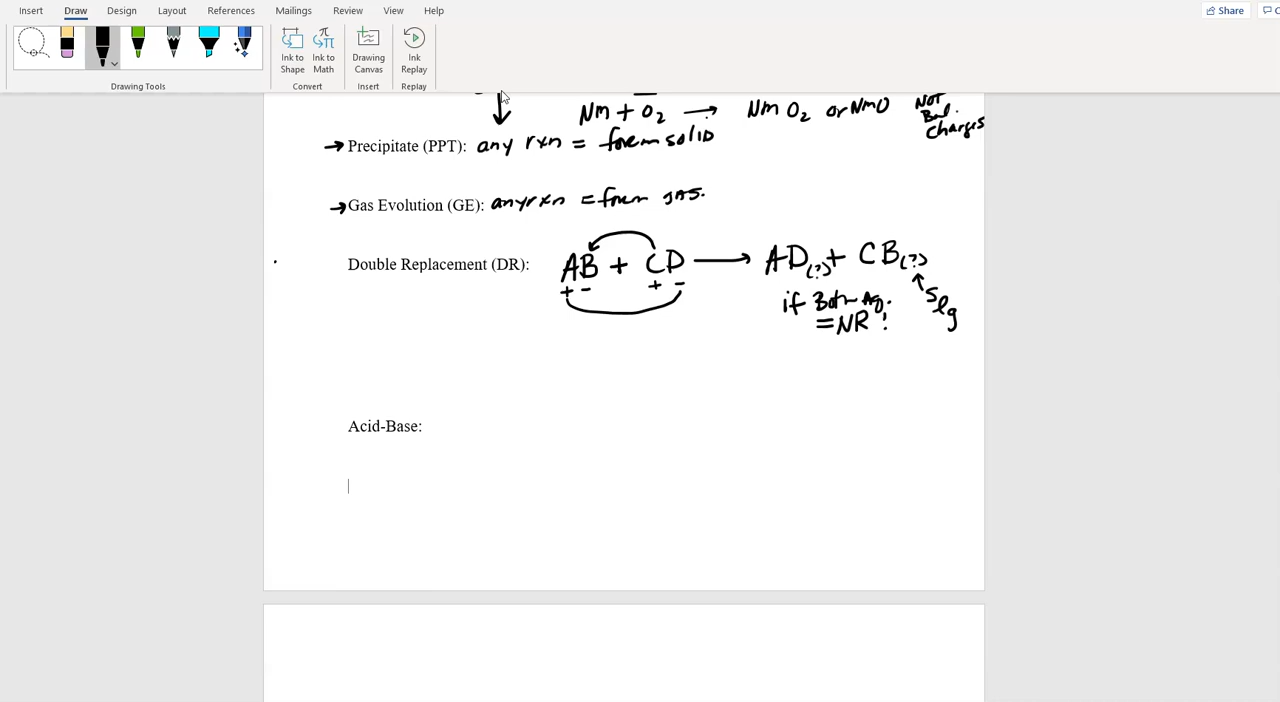 Insert Draw Design Layout References Mailings Review View Help
Share C
Ink to Shape Ink to Math Drawing Canvas Ink Replay
Drawing Tools Convert Insert Replay
Nm + O2 → NmO2 or NmO Not Bal. Charges
→ Precipitate (PPT): any rxn = form solid
→ Gas Evolution (GE): any rxn = form gas.
Double Replacement (DR): AB + CD → AD(?) + CB(?)
+ - + -
if Both Aq. = NR! s l g
Acid-Base: